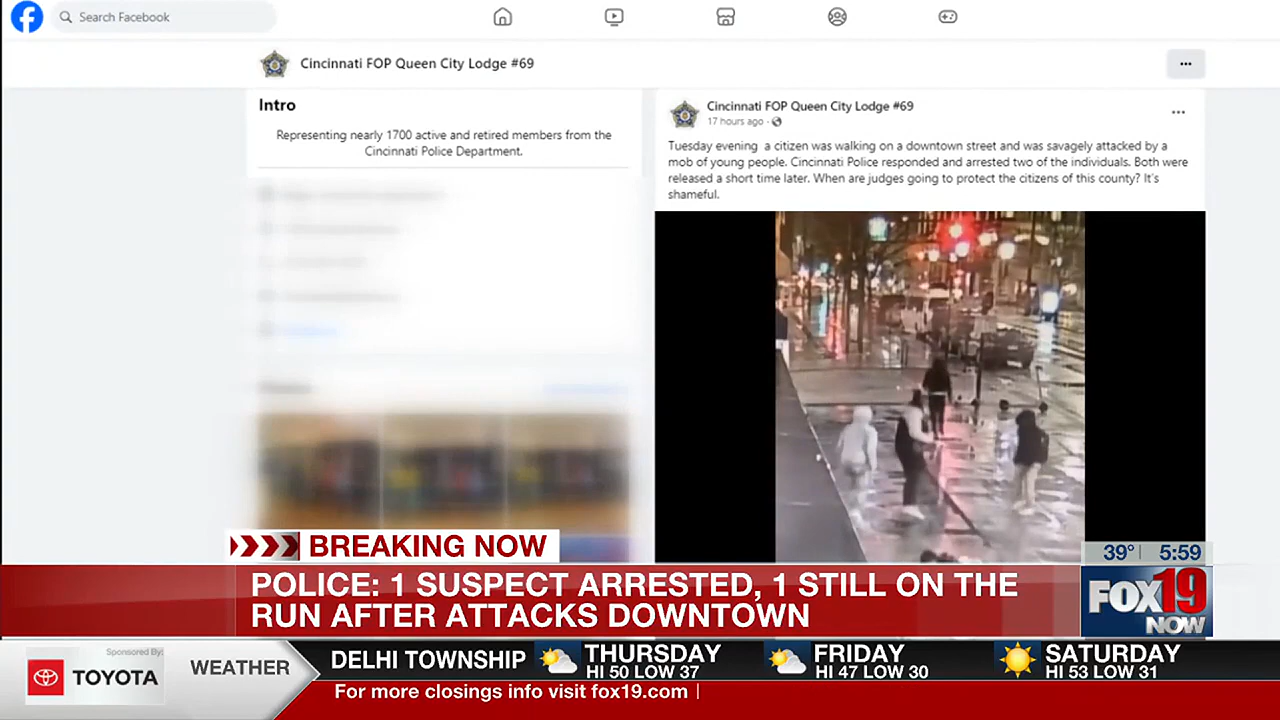 Search Facebook
Cincinnati FOP Queen City Lodge #69
Intro
Representing nearly 1700 active and retired members from the
Cincinnati Police Department.
Cincinnati FOP Queen City Lodge #69
17 hours ago ·
Tuesday evening a citizen was walking on a downtown street and was savagely attacked by a
mob of young people. Cincinnati Police responded and arrested two of the individuals. Both were
released a short time later. When are judges going to protect the citizens of this county? It's
shameful.
BREAKING NOW
POLICE: 1 SUSPECT ARRESTED, 1 STILL ON THE
RUN AFTER ATTACKS DOWNTOWN
39° 5:59
FOX19
NOW
Sponsored By:
TOYOTA
WEATHER
DELHI TOWNSHIP
THURSDAY
HI 50 LOW 37
FRIDAY
HI 47 LOW 30
SATURDAY
HI 53 LOW 31
For more closings info visit fox19.com |